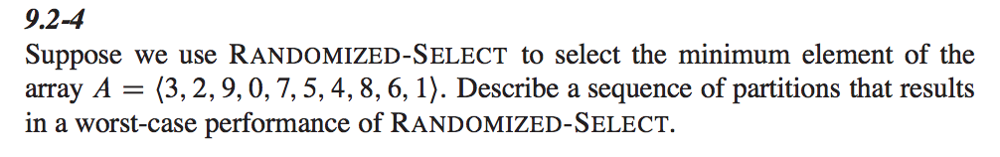 9.2-4
Suppose we use RANDOMIZED-SELECT to select the minimum element of the
array A = ⟨3, 2, 9, 0, 7, 5, 4, 8, 6, 1⟩. Describe a sequence of partitions that results
in a worst-case performance of RANDOMIZED-SELECT.